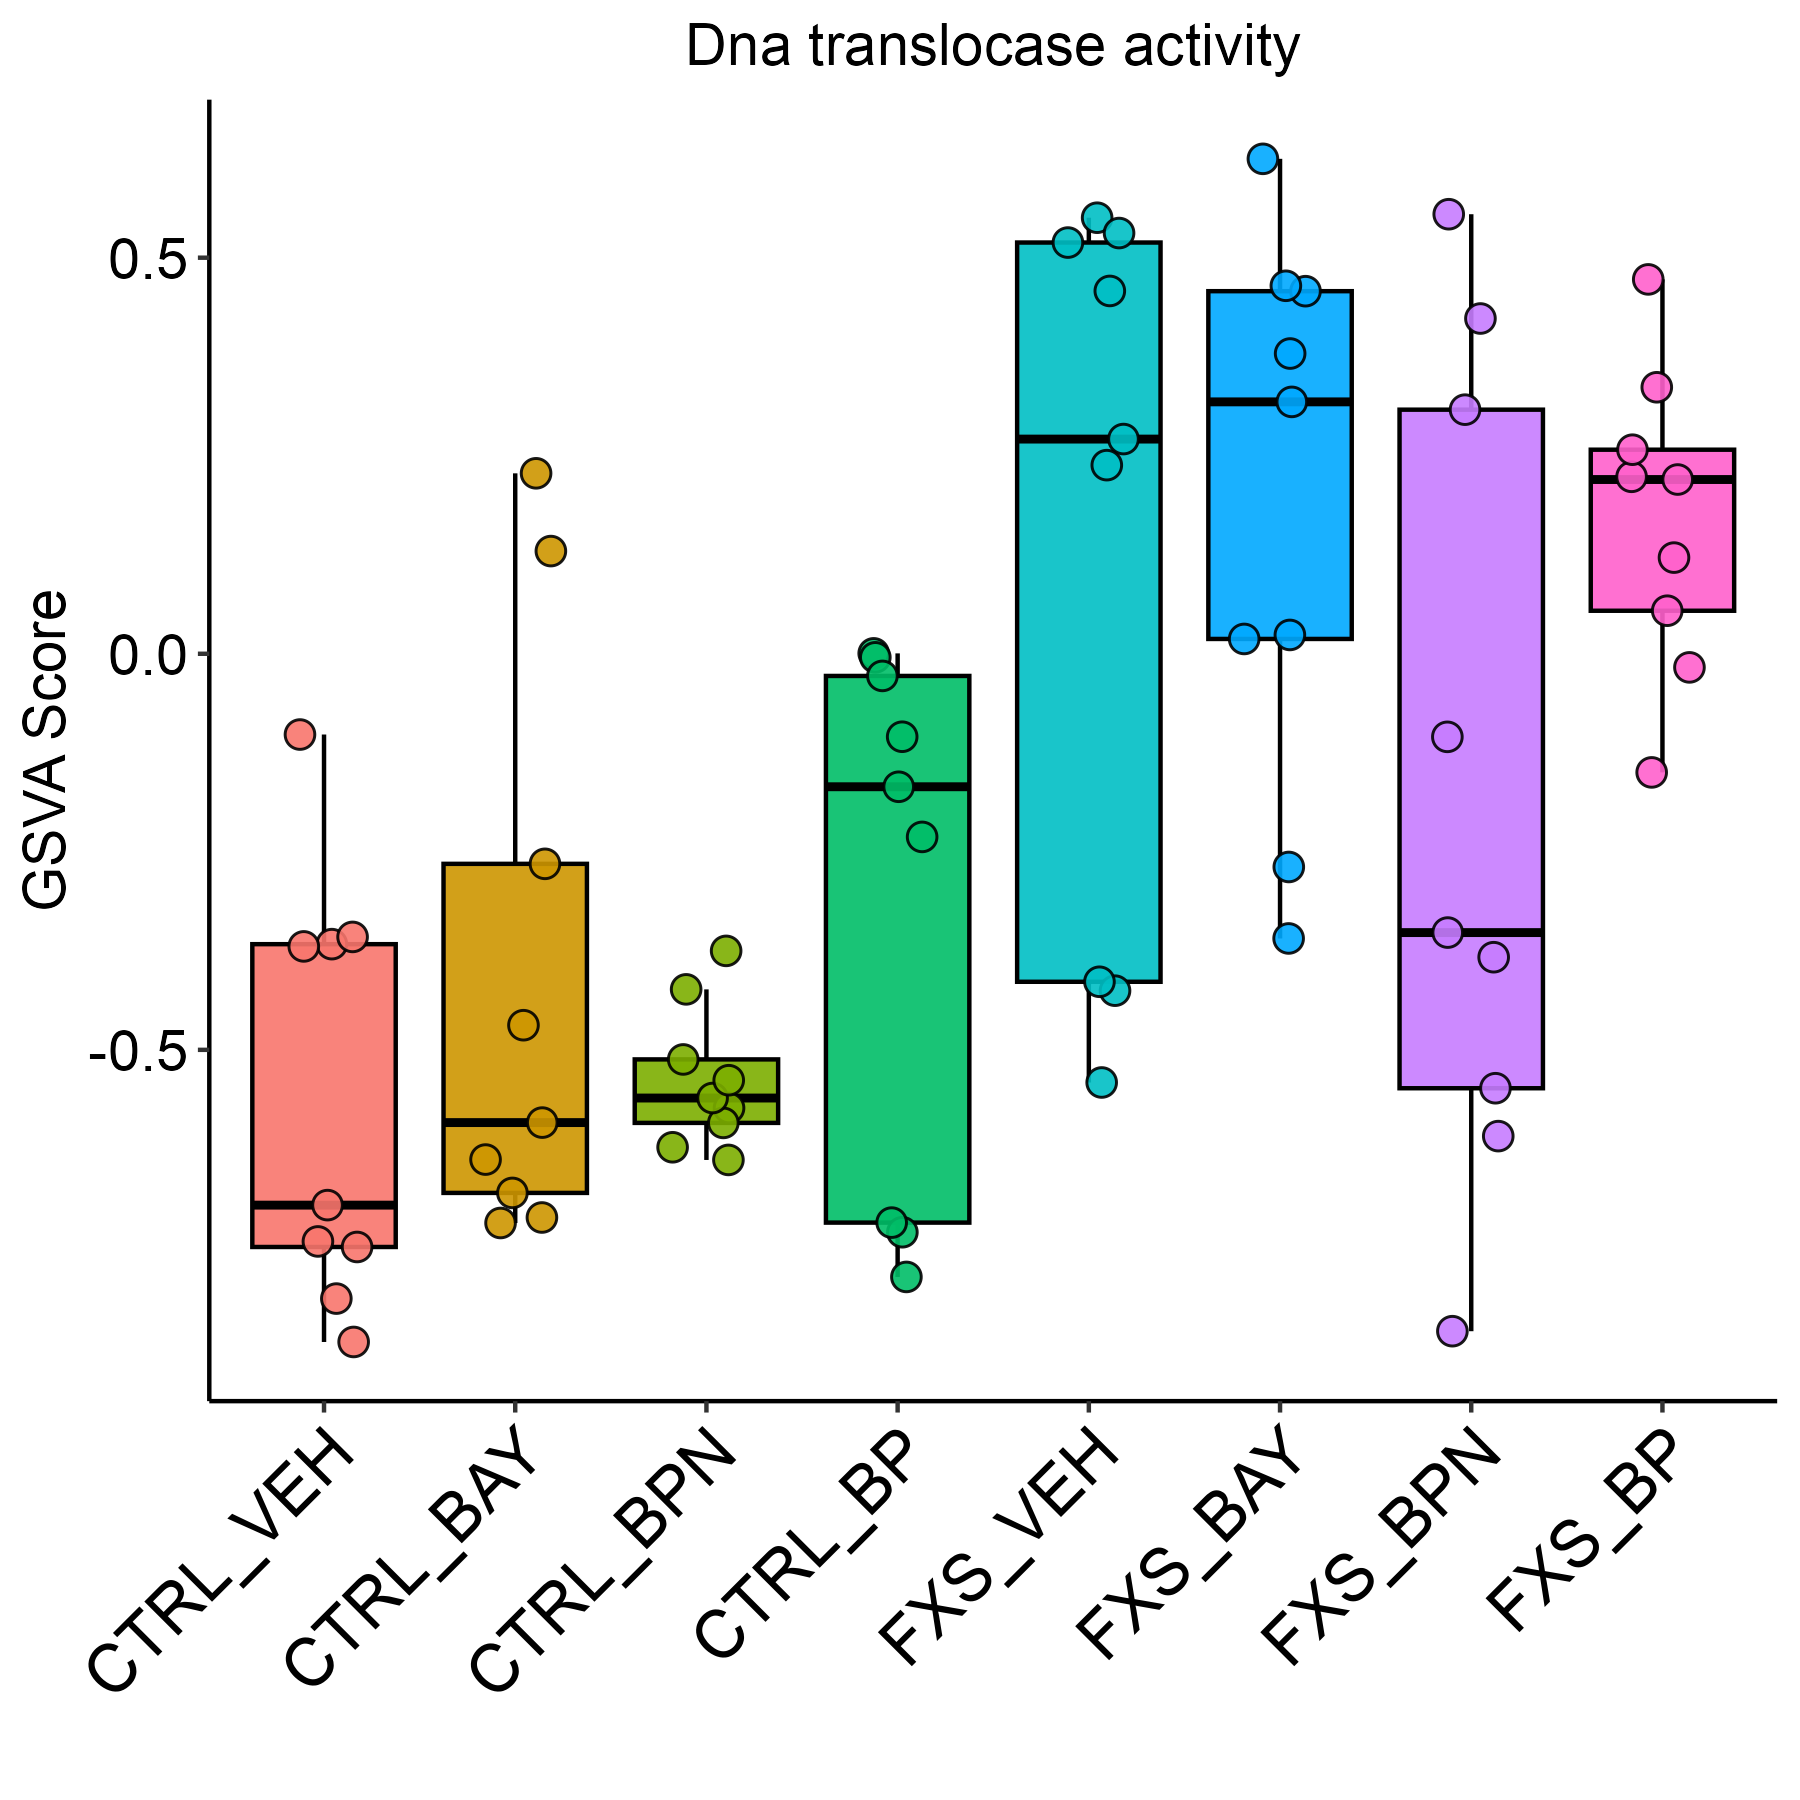 Dna translocase activity
GSVA Score
0.5
0.0
-0.5
CTRL_VEH
CTRL_BAY
CTRL_BPN
CTRL_BP
FXS_VEH
FXS_BAY
FXS_BPN
FXS_BP